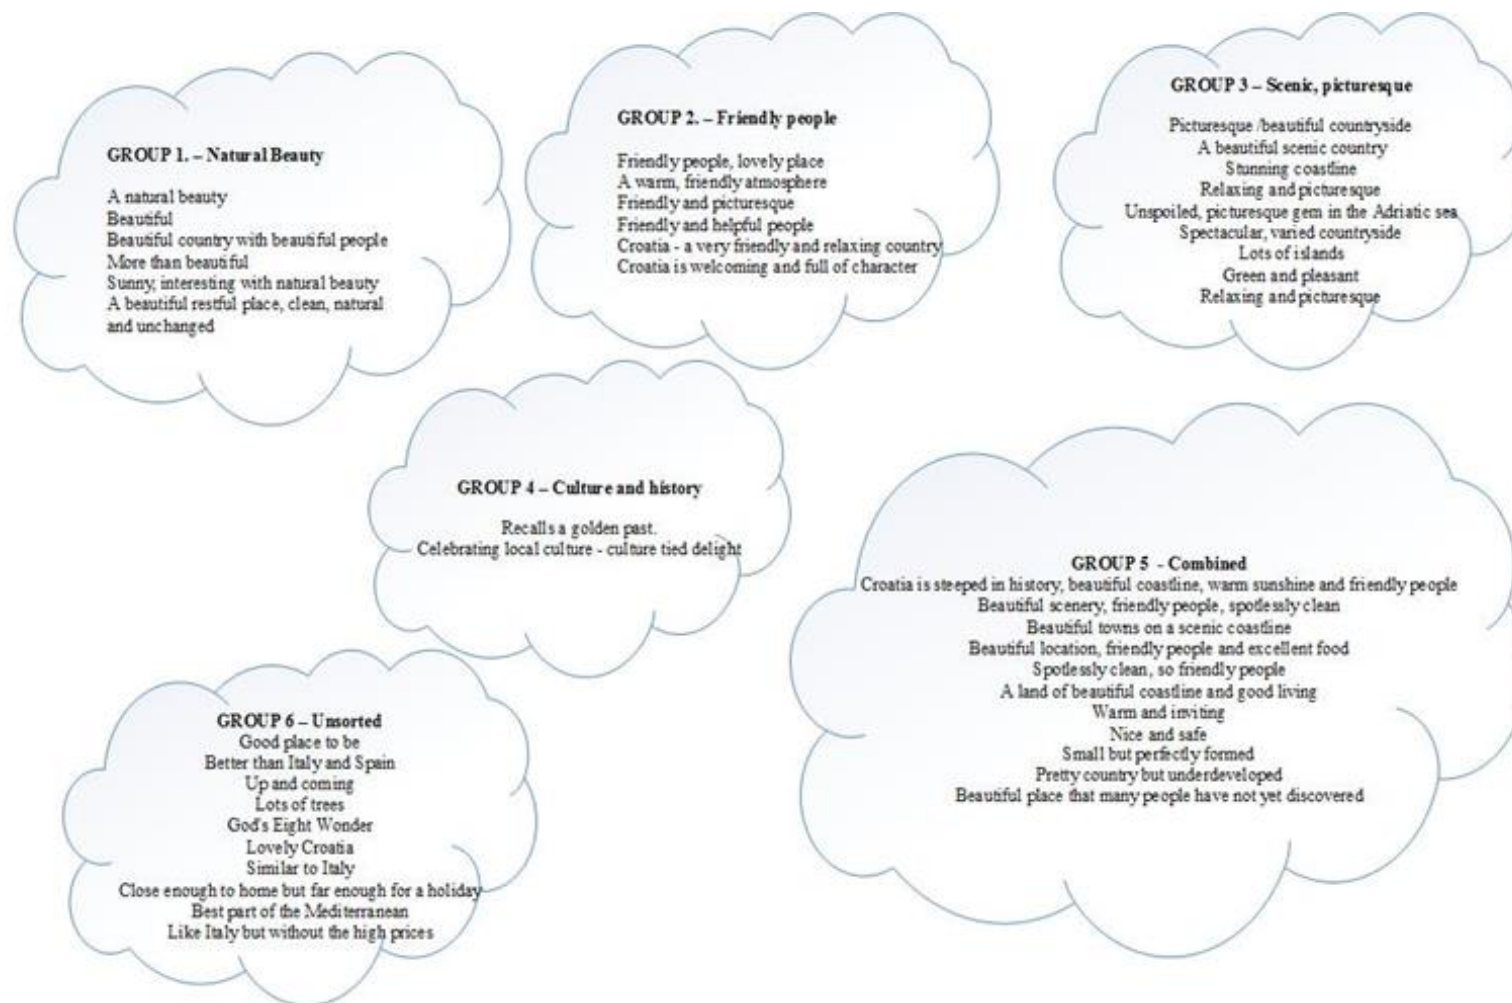 GROUP 1. – Natural Beauty
A natural beauty
Beautiful
Beautiful country with beautiful people
More than beautiful
Sunny, interesting with natural beauty
A beautiful restful place, clean, natural
and unchanged
GROUP 2. – Friendly people
Friendly people, lovely place
A warm, friendly atmosphere
Friendly and picturesque
Friendly and helpful people
Croatia - a very friendly and relaxing country
Croatia is welcoming and full of character
GROUP 3 – Scenic, picturesque
Picturesque /beautiful countryside
A beautiful scenic country
Stunning coastline
Relaxing and picturesque
Unspoiled, picturesque gem in the Adriatic sea
Spectacular, varied countryside
Lots of islands
Green and pleasant
Relaxing and picturesque
GROUP 4 – Culture and history
Recalls a golden past.
Celebrating local culture - culture tied delight
GROUP 5 - Combined
Croatia is steeped in history, beautiful coastline, warm sunshine and friendly people
Beautiful scenery, friendly people, spotlessly clean
Beautiful towns on a scenic coastline
Beautiful location, friendly people and excellent food
Spotlessly clean, so friendly people
A land of beautiful coastline and good living
Warm and inviting
Nice and safe
Small but perfectly formed
Pretty country but underdeveloped
Beautiful place that many people have not yet discovered
GROUP 6 – Unsorted
Good place to be
Better than Italy and Spain
Up and coming
Lots of trees
God's Eight Wonder
Lovely Croatia
Similar to Italy
Close enough to home but far enough for a holiday
Best part of the Mediterranean
Like Italy but without the high prices